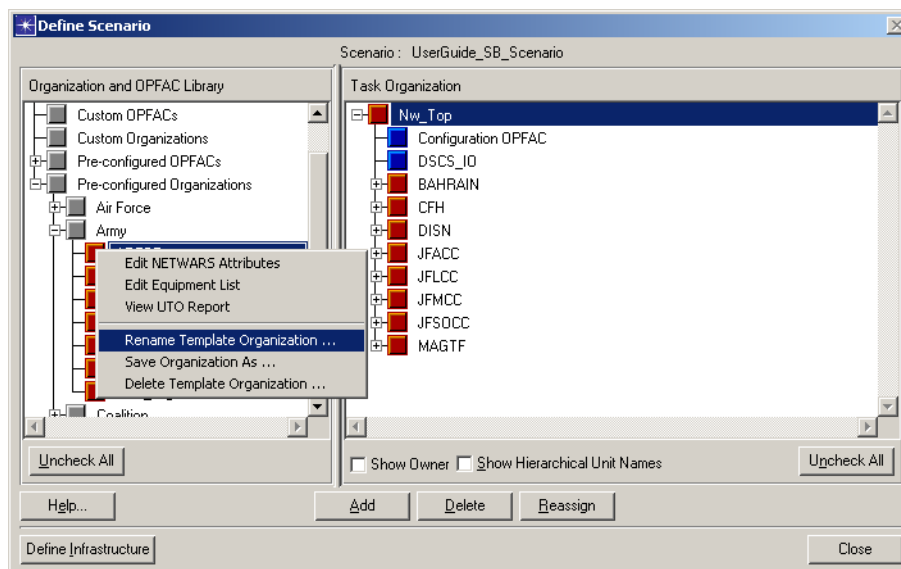 Define Scenario
Scenario : UserGuide_SB_Scenario
Organization and OPFAC Library
Custom OPFACs
Custom Organizations
Pre-configured OPFACs
Pre-configured Organizations
Air Force
Army
Edit NETWARS Attributes
Edit Equipment List
View UTO Report
Rename Template Organization ...
Save Organization As ...
Delete Template Organization ...
Coalition
Uncheck All
Task Organization
Nw_Top
Configuration OPFAC
DSCS_IO
BAHRAIN
CFH
DISN
JFACC
JFLCC
JFMCC
JFSOCC
MAGTF
Show Owner Show Hierarchical Unit Names
Uncheck All
Help... Add Delete Reassign
Define Infrastructure Close